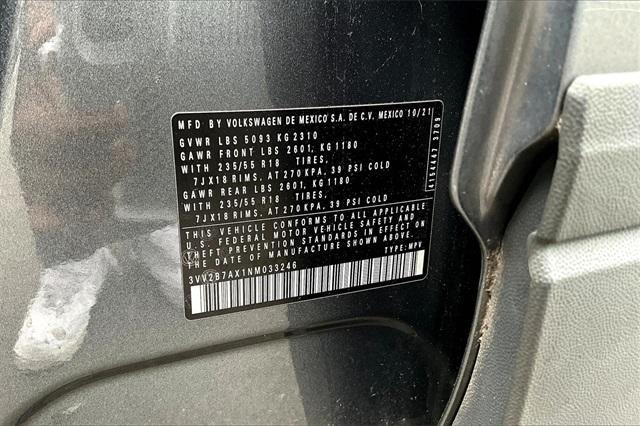 MFD BY VOLKSWAGEN DE MEXICO S.A. DE C.V. MEXICO 10/21
GVWR LBS 5093 KG 2310
GAWR FRONT LBS 2601, KG 1180
WITH 235/55 R18 TIRES,
7JX18 RIMS, AT 270 KPA, 39 PSI COLD
GAWR REAR LBS 2601, KG 1180
WITH 235/55 R18 TIRES,
7JX18 RIMS, AT 270 KPA, 39 PSI COLD
THIS VEHICLE CONFORMS TO ALL APPLICABLE
U.S. FEDERAL MOTOR VEHICLE SAFETY AND
THEFT PREVENTION STANDARDS IN EFFECT ON
THE DATE OF MANUFACTURE SHOWN ABOVE.
3VV2B7AX1NM033246 TYPE: MPV
4154447 3709